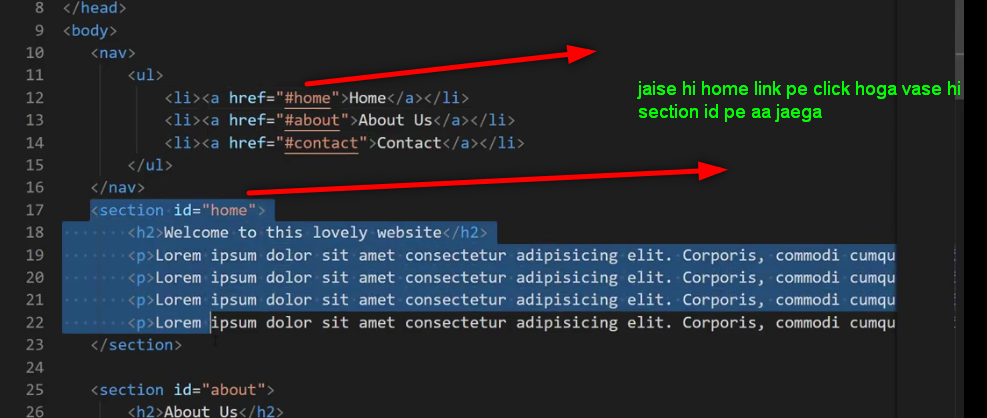 8 </head>
9 <body>
10 <nav>
11 <ul>
12 <li><a href="#home">Home</a></li>
13 <li><a href="#about">About Us</a></li>
14 <li><a href="#contact">Contact</a></li>
15 </ul>
16 </nav>
17 <section id="home">
18 <h2>Welcome to this lovely website</h2>
19 <p>Lorem ipsum dolor sit amet consectetur adipisicing elit. Corporis, commodi cumqu
20 <p>Lorem ipsum dolor sit amet consectetur adipisicing elit. Corporis, commodi cumqu
21 <p>Lorem ipsum dolor sit amet consectetur adipisicing elit. Corporis, commodi cumqu
22 <p>Lorem ipsum dolor sit amet consectetur adipisicing elit. Corporis, commodi cumqu
23 </section>
24
25 <section id="about">
26 <h2>About Us</h2>
jaise hi home link pe click hoga vase hi
section id pe aa jaega